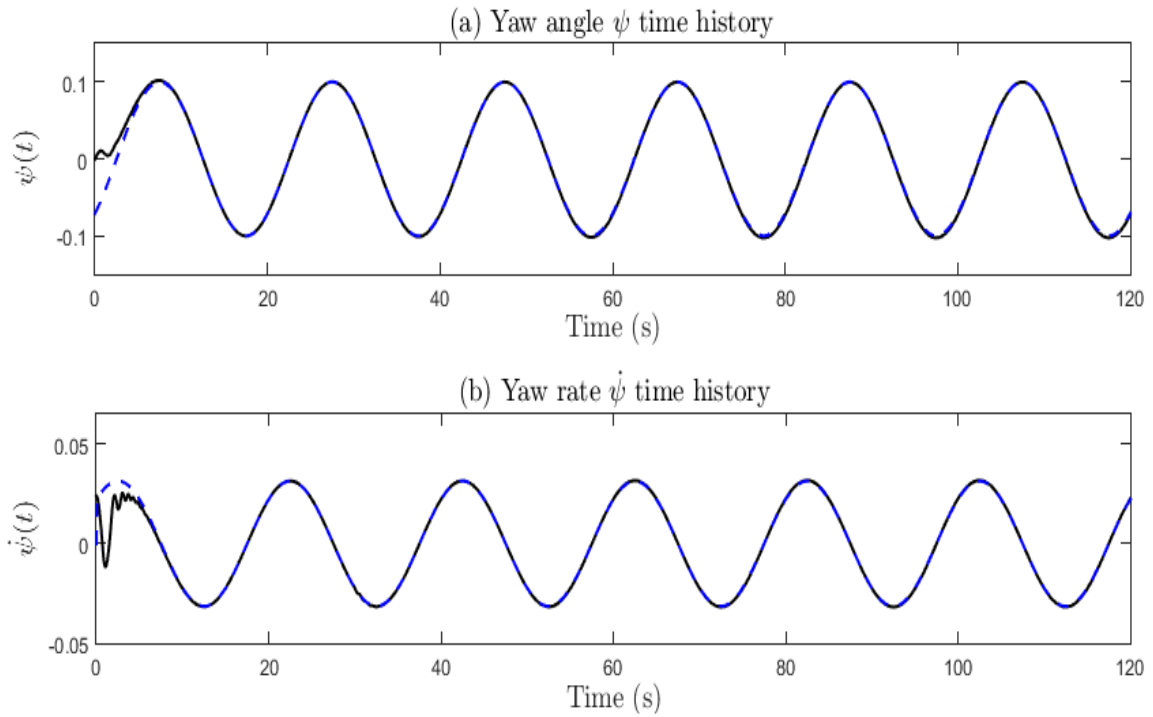 (a) Yaw angle ψ time history
0.1
0
-0.1
ψ(t)
0 20 40 60 80 100 120
Time (s)
(b) Yaw rate ψ̇ time history
0.05
0
-0.05
ψ̇(t)
0 20 40 60 80 100 120
Time (s)